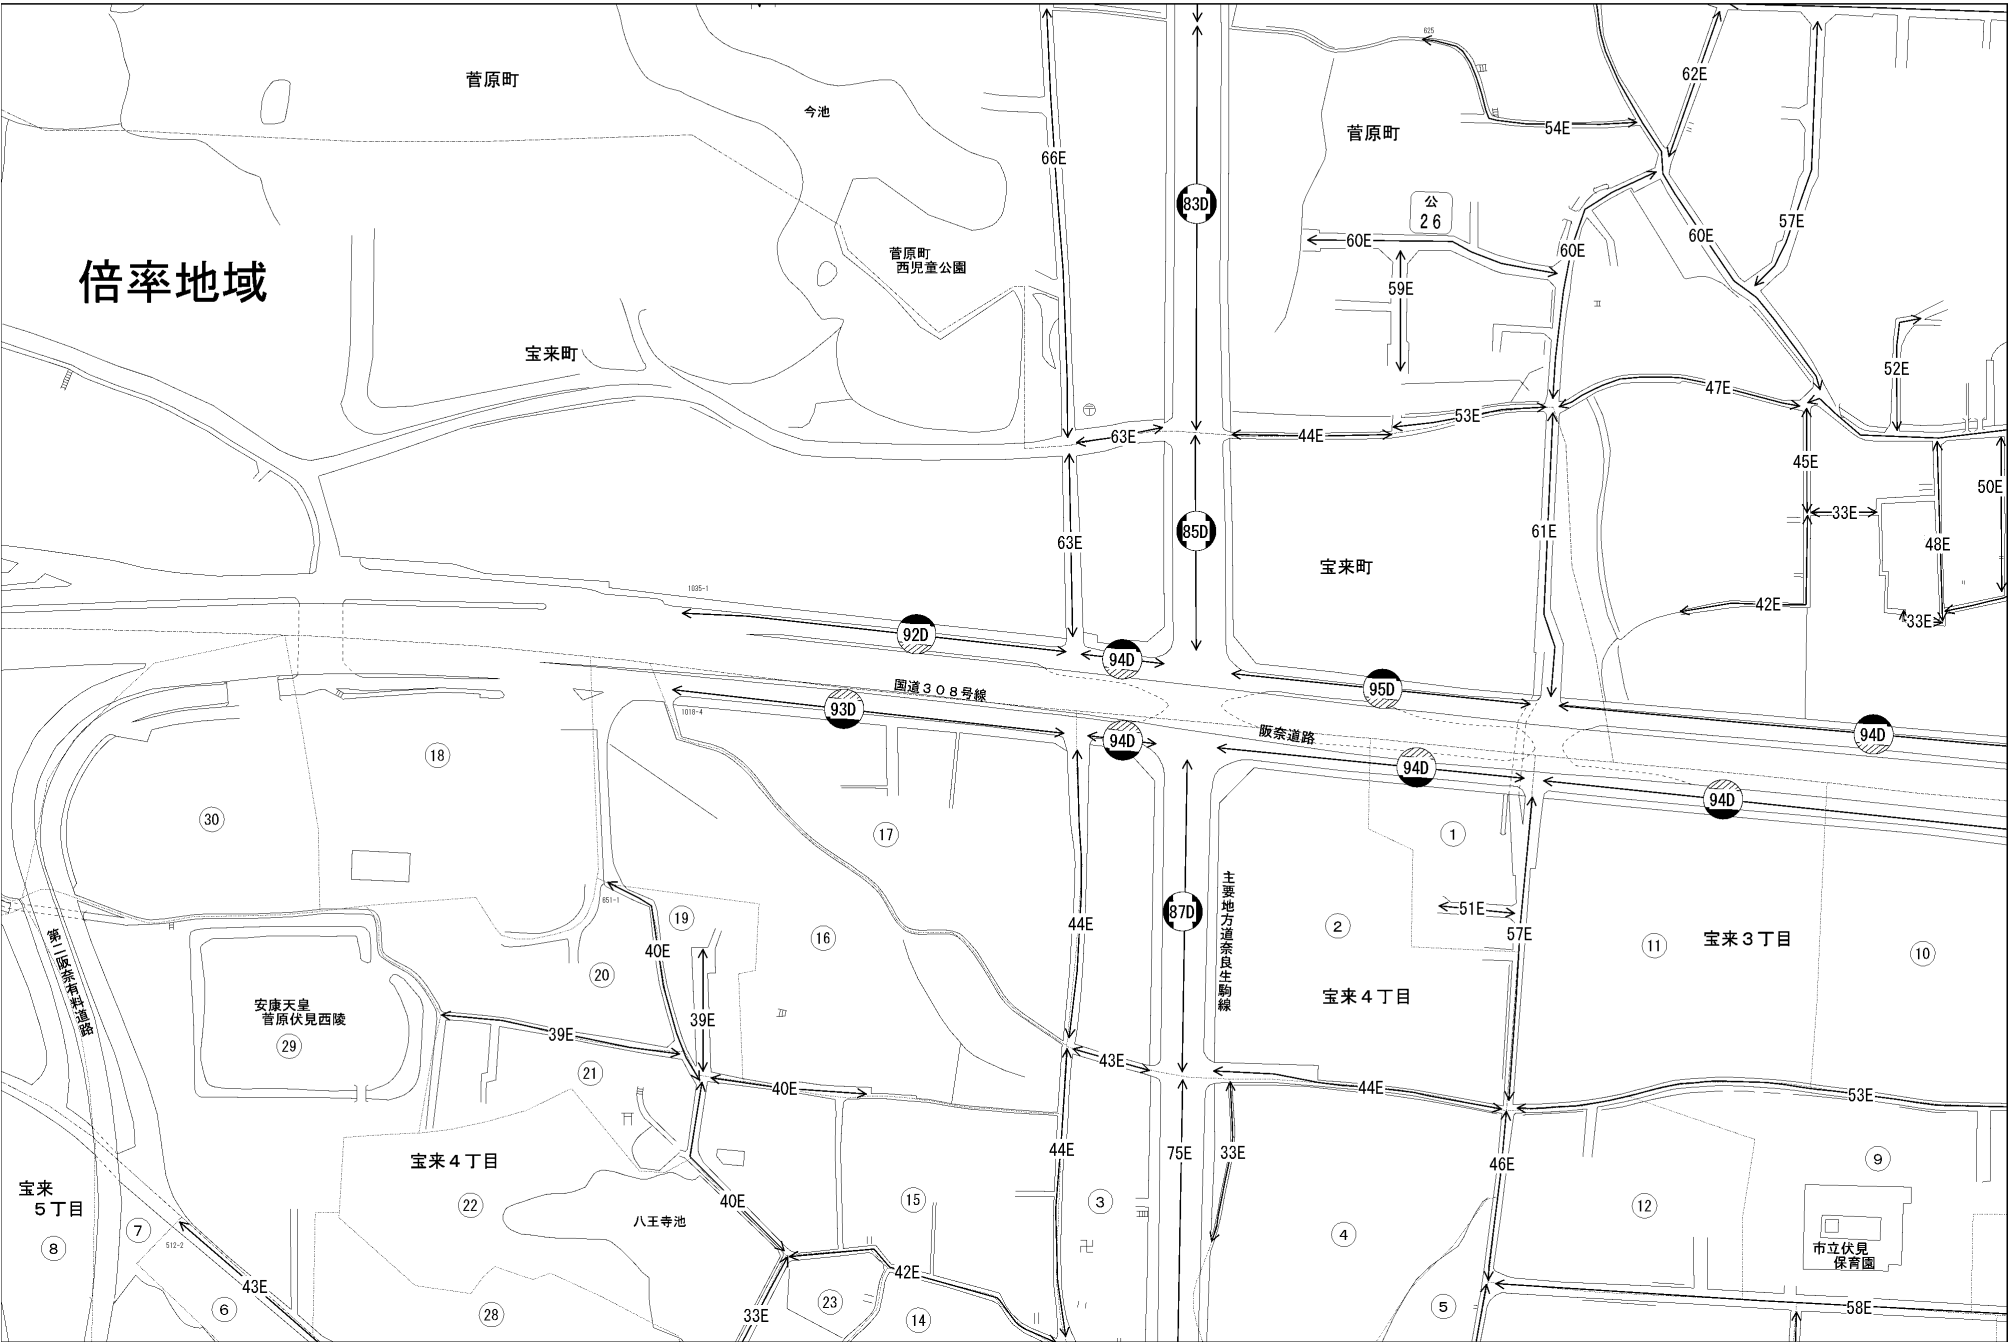 625
62E
菅原町
今池
54E
菅原町
66E
83D
公
26
57E
60E
60E
60E
菅原町
西児童公園
倍率地域
59E
宝来町
52E
47E
53E
63E
44E
45E
50E
33E
61E
85D
63E
48E
宝来町
1035-1
42E
33E
92D
94D
国道308号線
95D
93D
1018-4
阪奈道路
94D
94D
94D
18
94D
30
17
1
主要地方道奈良生駒線
651-1
51E
87D
19
44E
2
57E
16
宝来3丁目
11
10
第二阪奈有料道路
40E
20
宝来4丁目
安康天皇
菅原伏見西陵
39E
39E
29
43E
21
40E
44E
53E
44E
75E
33E
宝来4丁目
9
46E
宝来
5丁目
22
40E
15
3
12
八王寺池
7
512-2
4
8
市立伏見
保育園
42E
43E
6
28
33E
23
14
5
58E